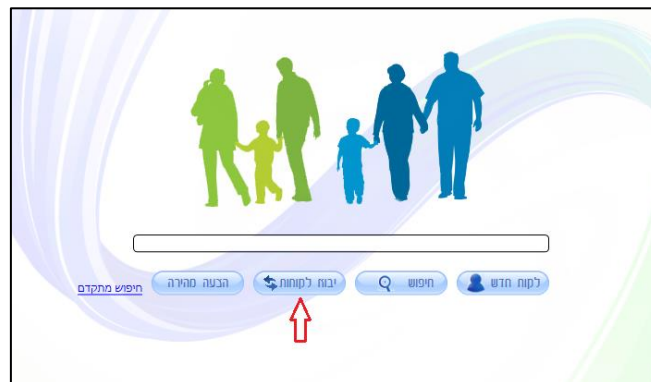 לקוח חדש
חיפוש
יבוא לקוחות
הבעה מהירה
חיפוש מתקדם